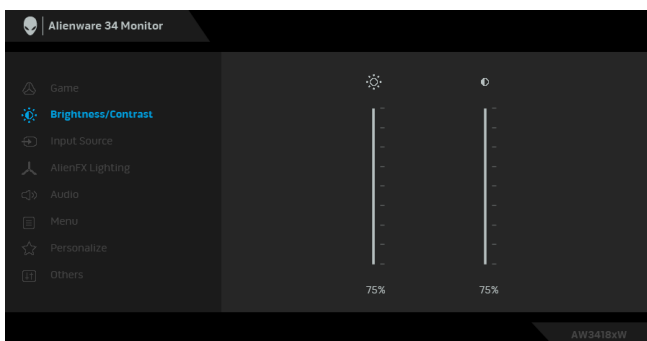 Alienware 34 Monitor
Game
Brightness/Contrast
Input Source
AlienFX Lighting
Audio
Menu
Personalize
Others
75%
75%
AW3418xW